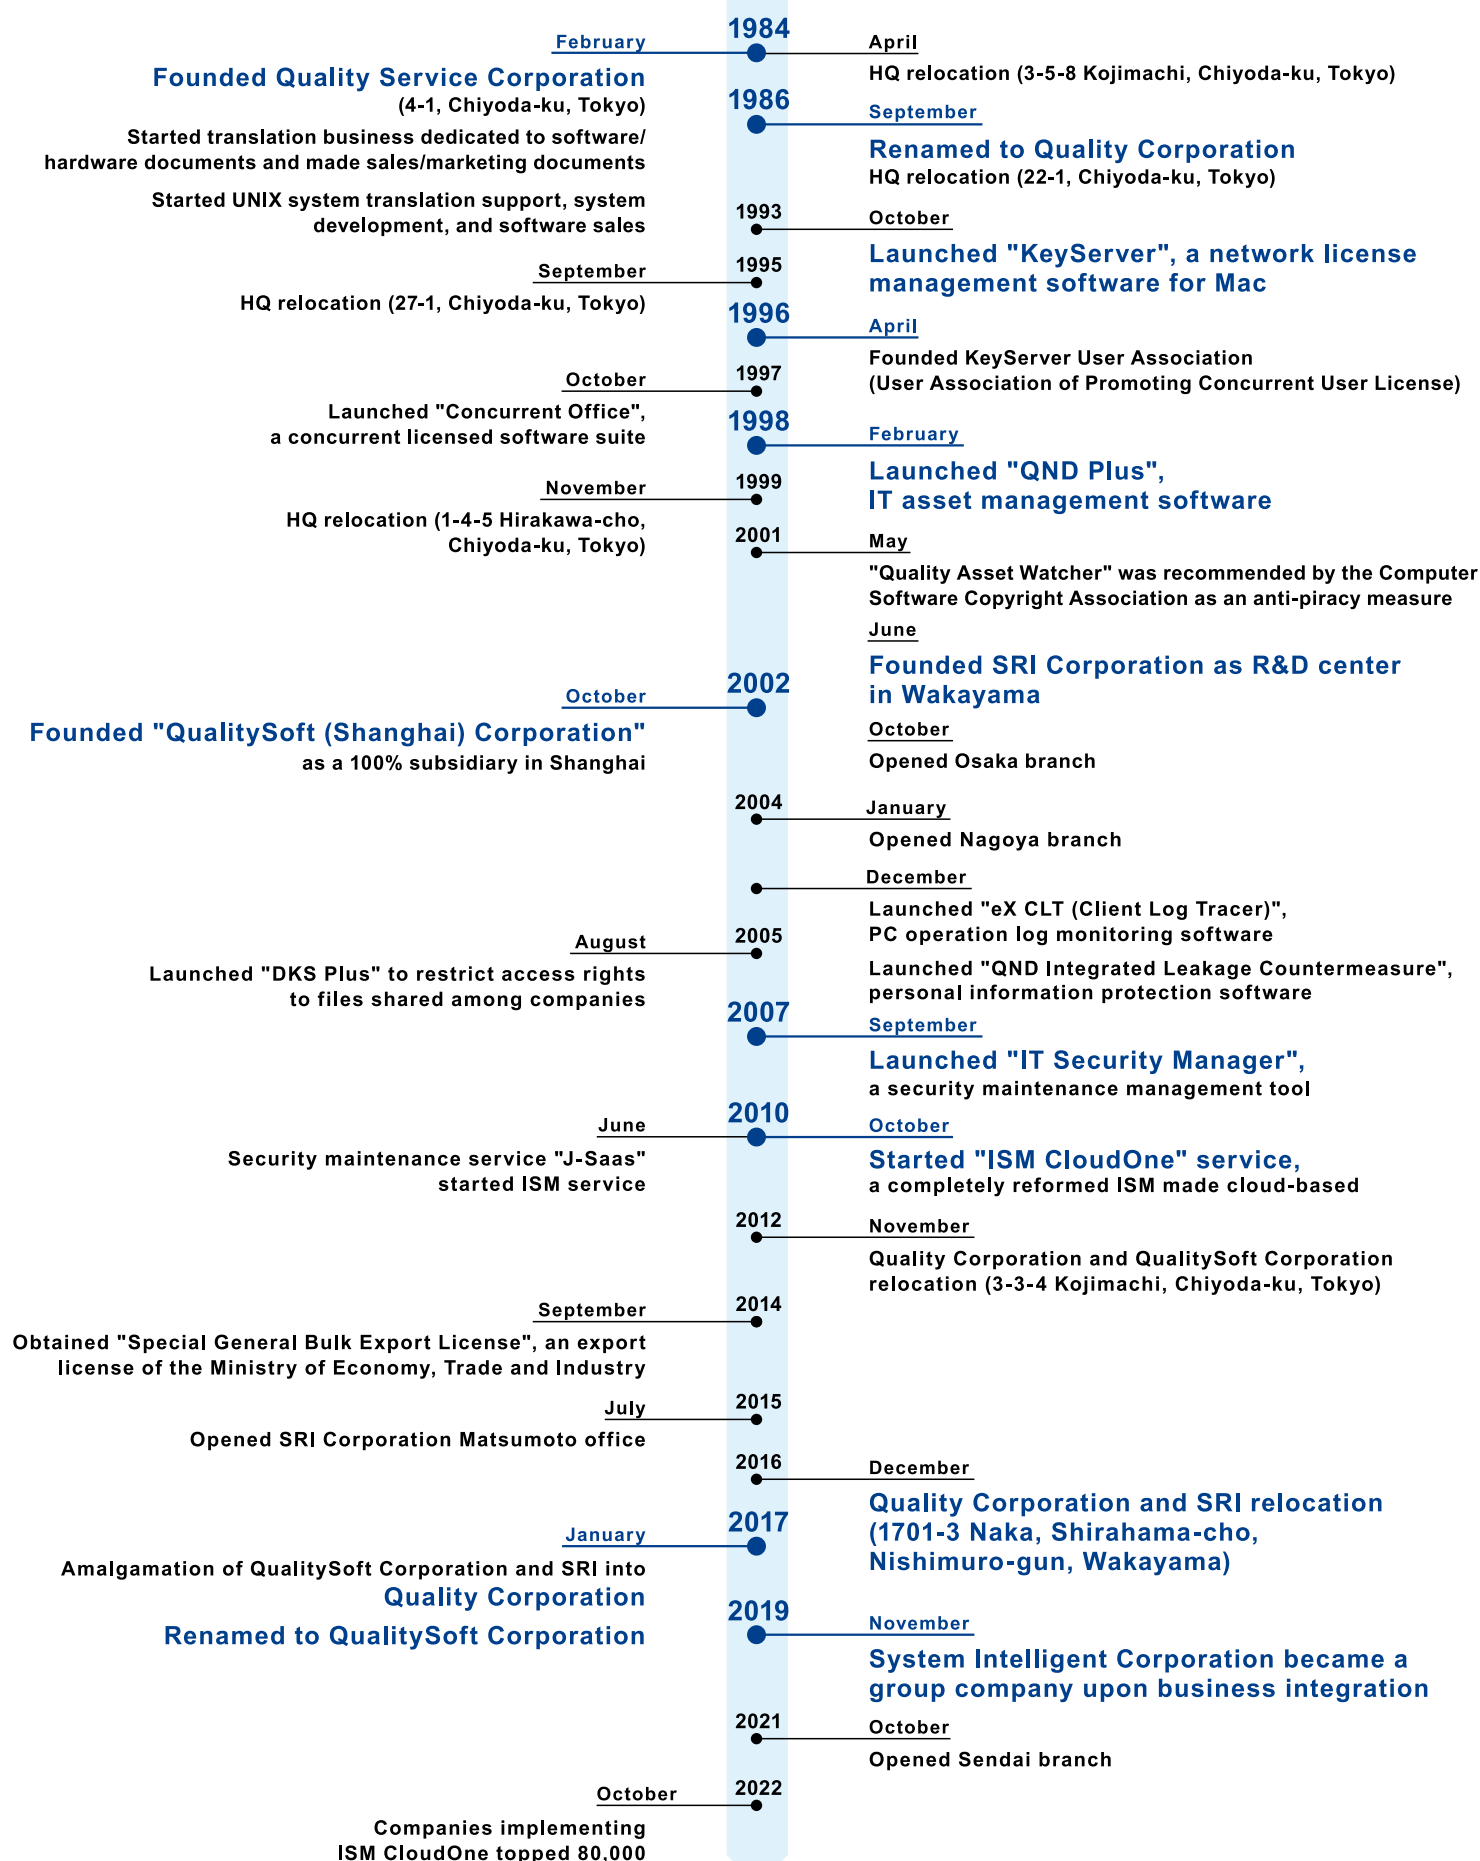 1984
February
Founded Quality Service Corporation
(4-1, Chiyoda-ku, Tokyo)
Started translation business dedicated to software/
hardware documents and made sales/marketing documents
Started UNIX system translation support, system
development, and software sales
April
HQ relocation (3-5-8 Kojimachi, Chiyoda-ku, Tokyo)
1986
September
Renamed to Quality Corporation
HQ relocation (22-1, Chiyoda-ku, Tokyo)
1993
October
Launched "KeyServer", a network license
management software for Mac
1995
September
HQ relocation (27-1, Chiyoda-ku, Tokyo)
1996
April
Founded KeyServer User Association
(User Association of Promoting Concurrent User License)
1997
October
Launched "Concurrent Office",
a concurrent licensed software suite
1998
February
Launched "QND Plus",
IT asset management software
1999
November
HQ relocation (1-4-5 Hirakawa-cho,
Chiyoda-ku, Tokyo)
2001
May
"Quality Asset Watcher" was recommended by the Computer
Software Copyright Association as an anti-piracy measure
June
Founded SRI Corporation as R&D center
in Wakayama
October
Opened Osaka branch
2002
October
Founded "QualitySoft (Shanghai) Corporation"
as a 100% subsidiary in Shanghai
2004
January
Opened Nagoya branch
December
Launched "eX CLT (Client Log Tracer)",
PC operation log monitoring software
Launched "QND Integrated Leakage Countermeasure",
personal information protection software
2005
August
Launched "DKS Plus" to restrict access rights
to files shared among companies
2007
September
Launched "IT Security Manager",
a security maintenance management tool
2010
June
Security maintenance service "J-Saas"
started ISM service
October
Started "ISM CloudOne" service,
a completely reformed ISM made cloud-based
2012
November
Quality Corporation and QualitySoft Corporation
relocation (3-3-4 Kojimachi, Chiyoda-ku, Tokyo)
2014
September
Obtained "Special General Bulk Export License", an export
license of the Ministry of Economy, Trade and Industry
2015
July
Opened SRI Corporation Matsumoto office
2016
December
Quality Corporation and SRI relocation
(1701-3 Naka, Shirahama-cho,
Nishimuro-gun, Wakayama)
2017
January
Amalgamation of QualitySoft Corporation and SRI into
Quality Corporation
Renamed to QualitySoft Corporation
2019
November
System Intelligent Corporation became a
group company upon business integration
2021
October
Opened Sendai branch
2022
October
Companies implementing
ISM CloudOne topped 80,000